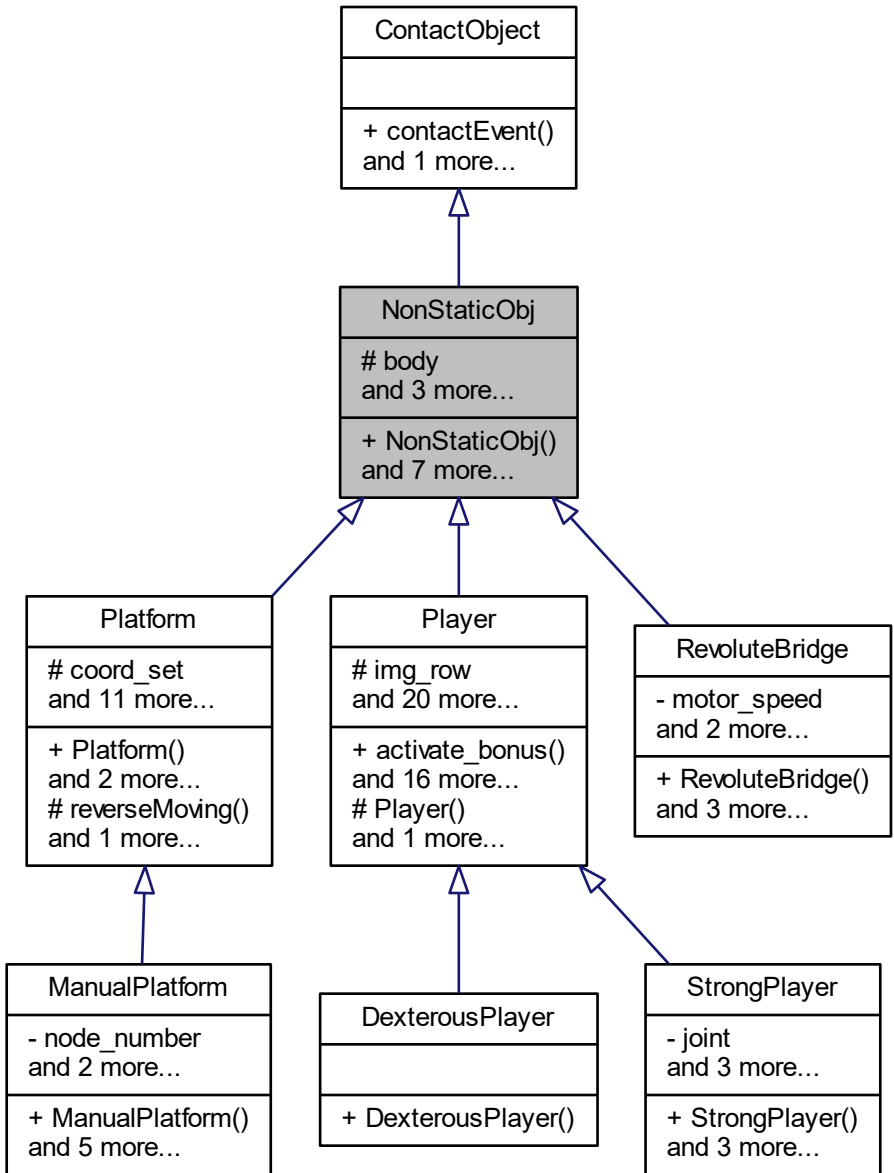 ContactObject
+ contactEvent()
and 1 more...
NonStaticObj
# body
and 3 more...
+ NonStaticObj()
and 7 more...
Platform
# coord_set
and 11 more...
+ Platform()
and 2 more...
# reverseMoving()
and 1 more...
Player
# img_row
and 20 more...
+ activate_bonus()
and 16 more...
# Player()
and 1 more...
RevoluteBridge
- motor_speed
and 2 more...
+ RevoluteBridge()
and 3 more...
ManualPlatform
- node_number
and 2 more...
+ ManualPlatform()
and 5 more...
DexterousPlayer
+ DexterousPlayer()
StrongPlayer
- joint
and 3 more...
+ StrongPlayer()
and 3 more...